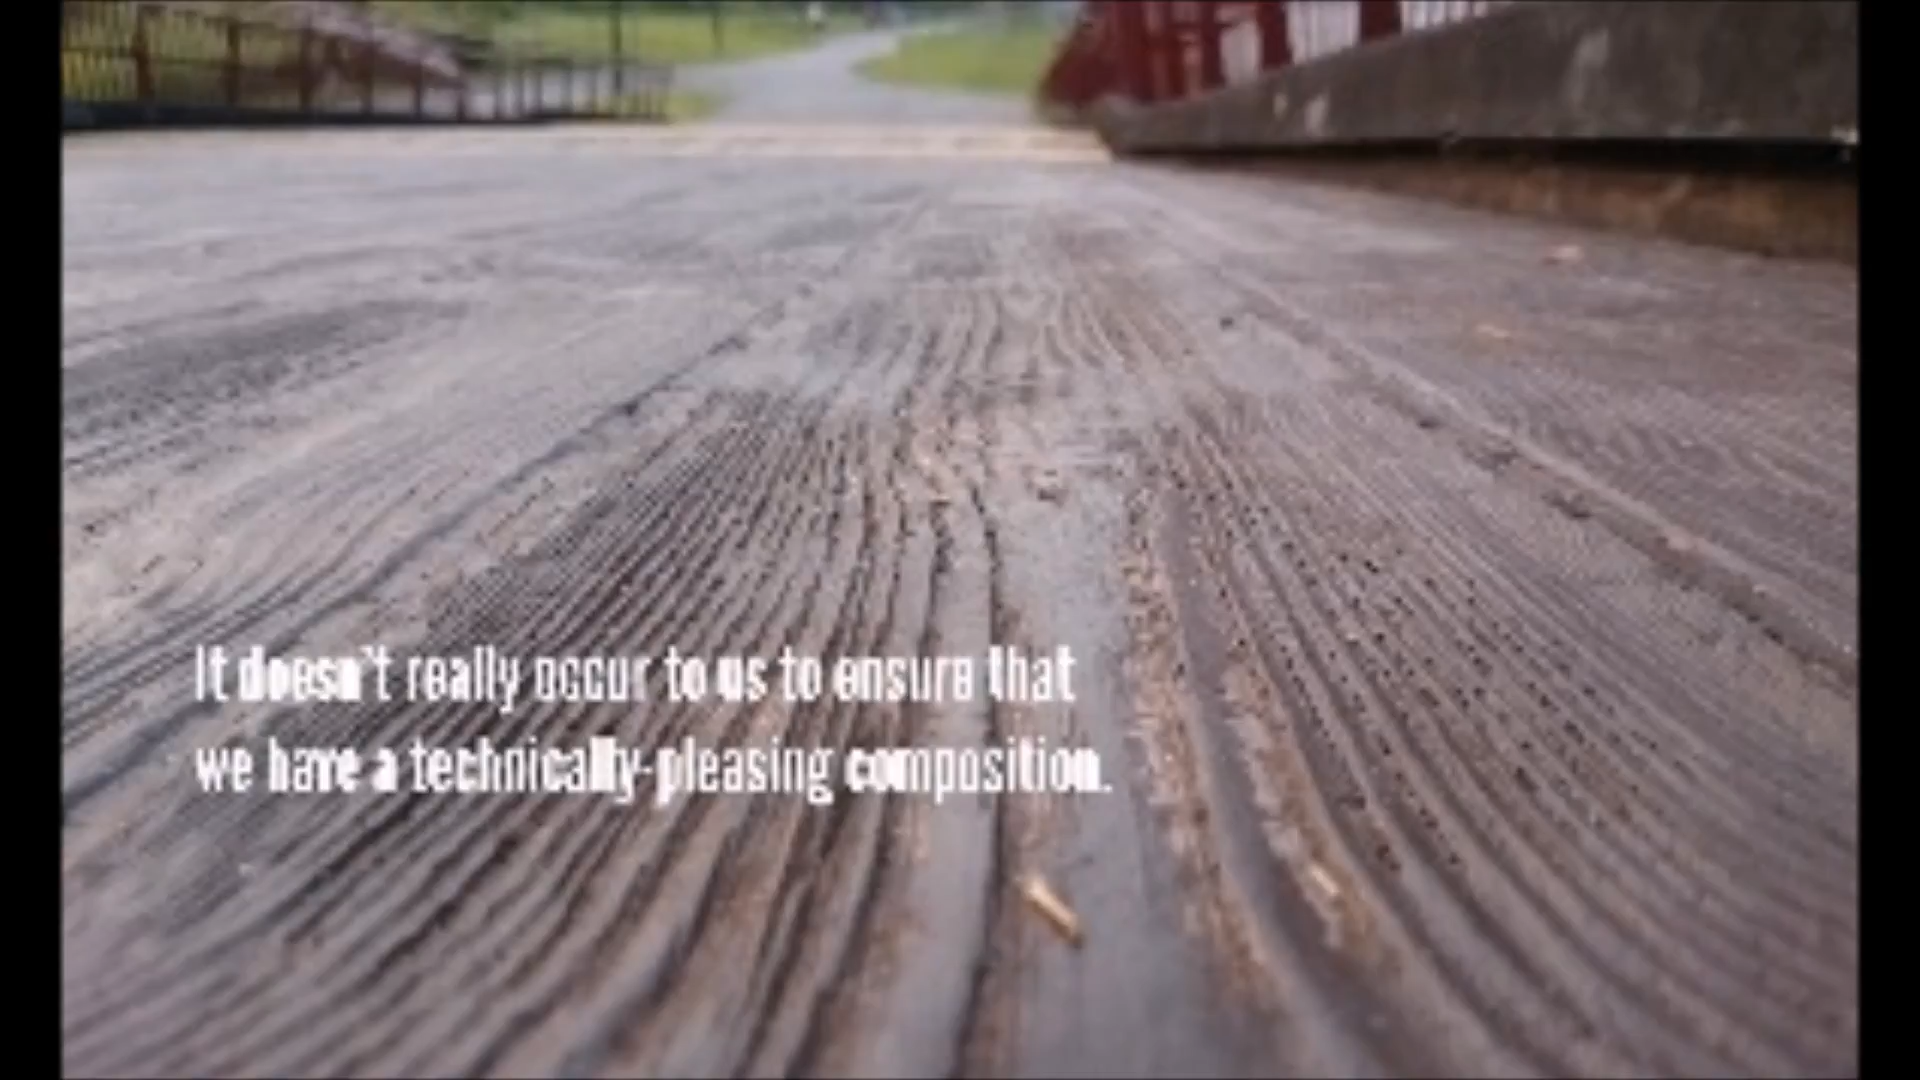 It doesn't really occur to us to ensure that
we have a technically-pleasing composition.